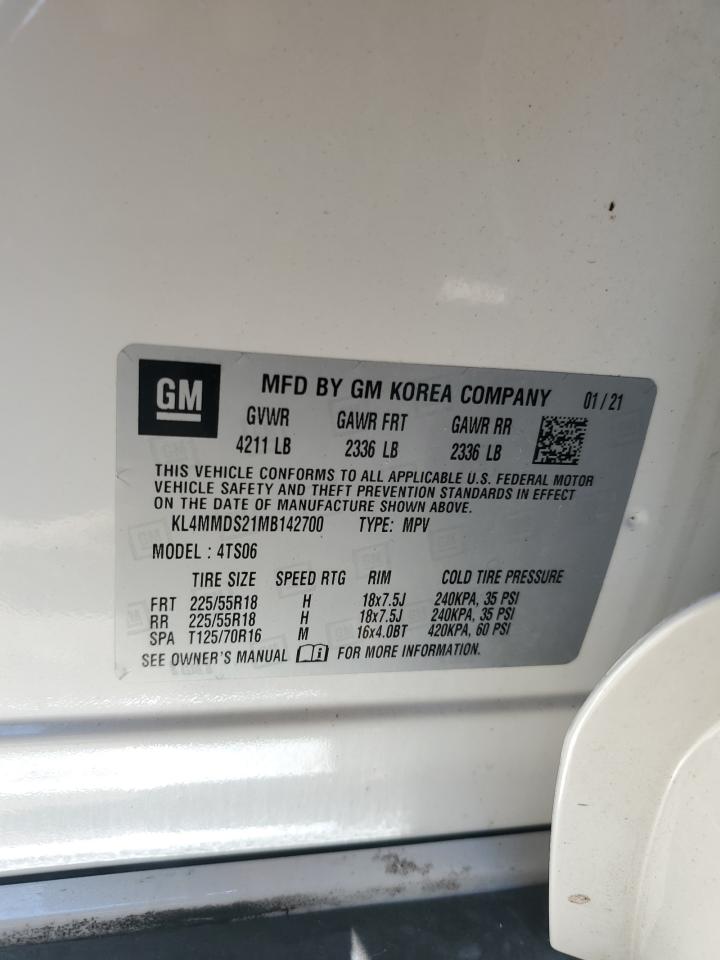 GM MFD BY GM KOREA COMPANY 01/21
GVWR GAWR FRT GAWR RR
4211 LB 2336 LB 2336 LB
THIS VEHICLE CONFORMS TO ALL APPLICABLE U.S. FEDERAL MOTOR
VEHICLE SAFETY AND THEFT PREVENTION STANDARDS IN EFFECT
ON THE DATE OF MANUFACTURE SHOWN ABOVE.
KL4MMDS21MB142700 TYPE: MPV
MODEL : 4TS06
TIRE SIZE SPEED RTG RIM COLD TIRE PRESSURE
FRT 225/55R18 H 18x7.5J 240KPA, 35 PSI
RR 225/55R18 H 18x7.5J 240KPA, 35 PSI
SPA T125/70R16 M 16x4.0BT 420KPA, 60 PSI
SEE OWNER'S MANUAL FOR MORE INFORMATION.